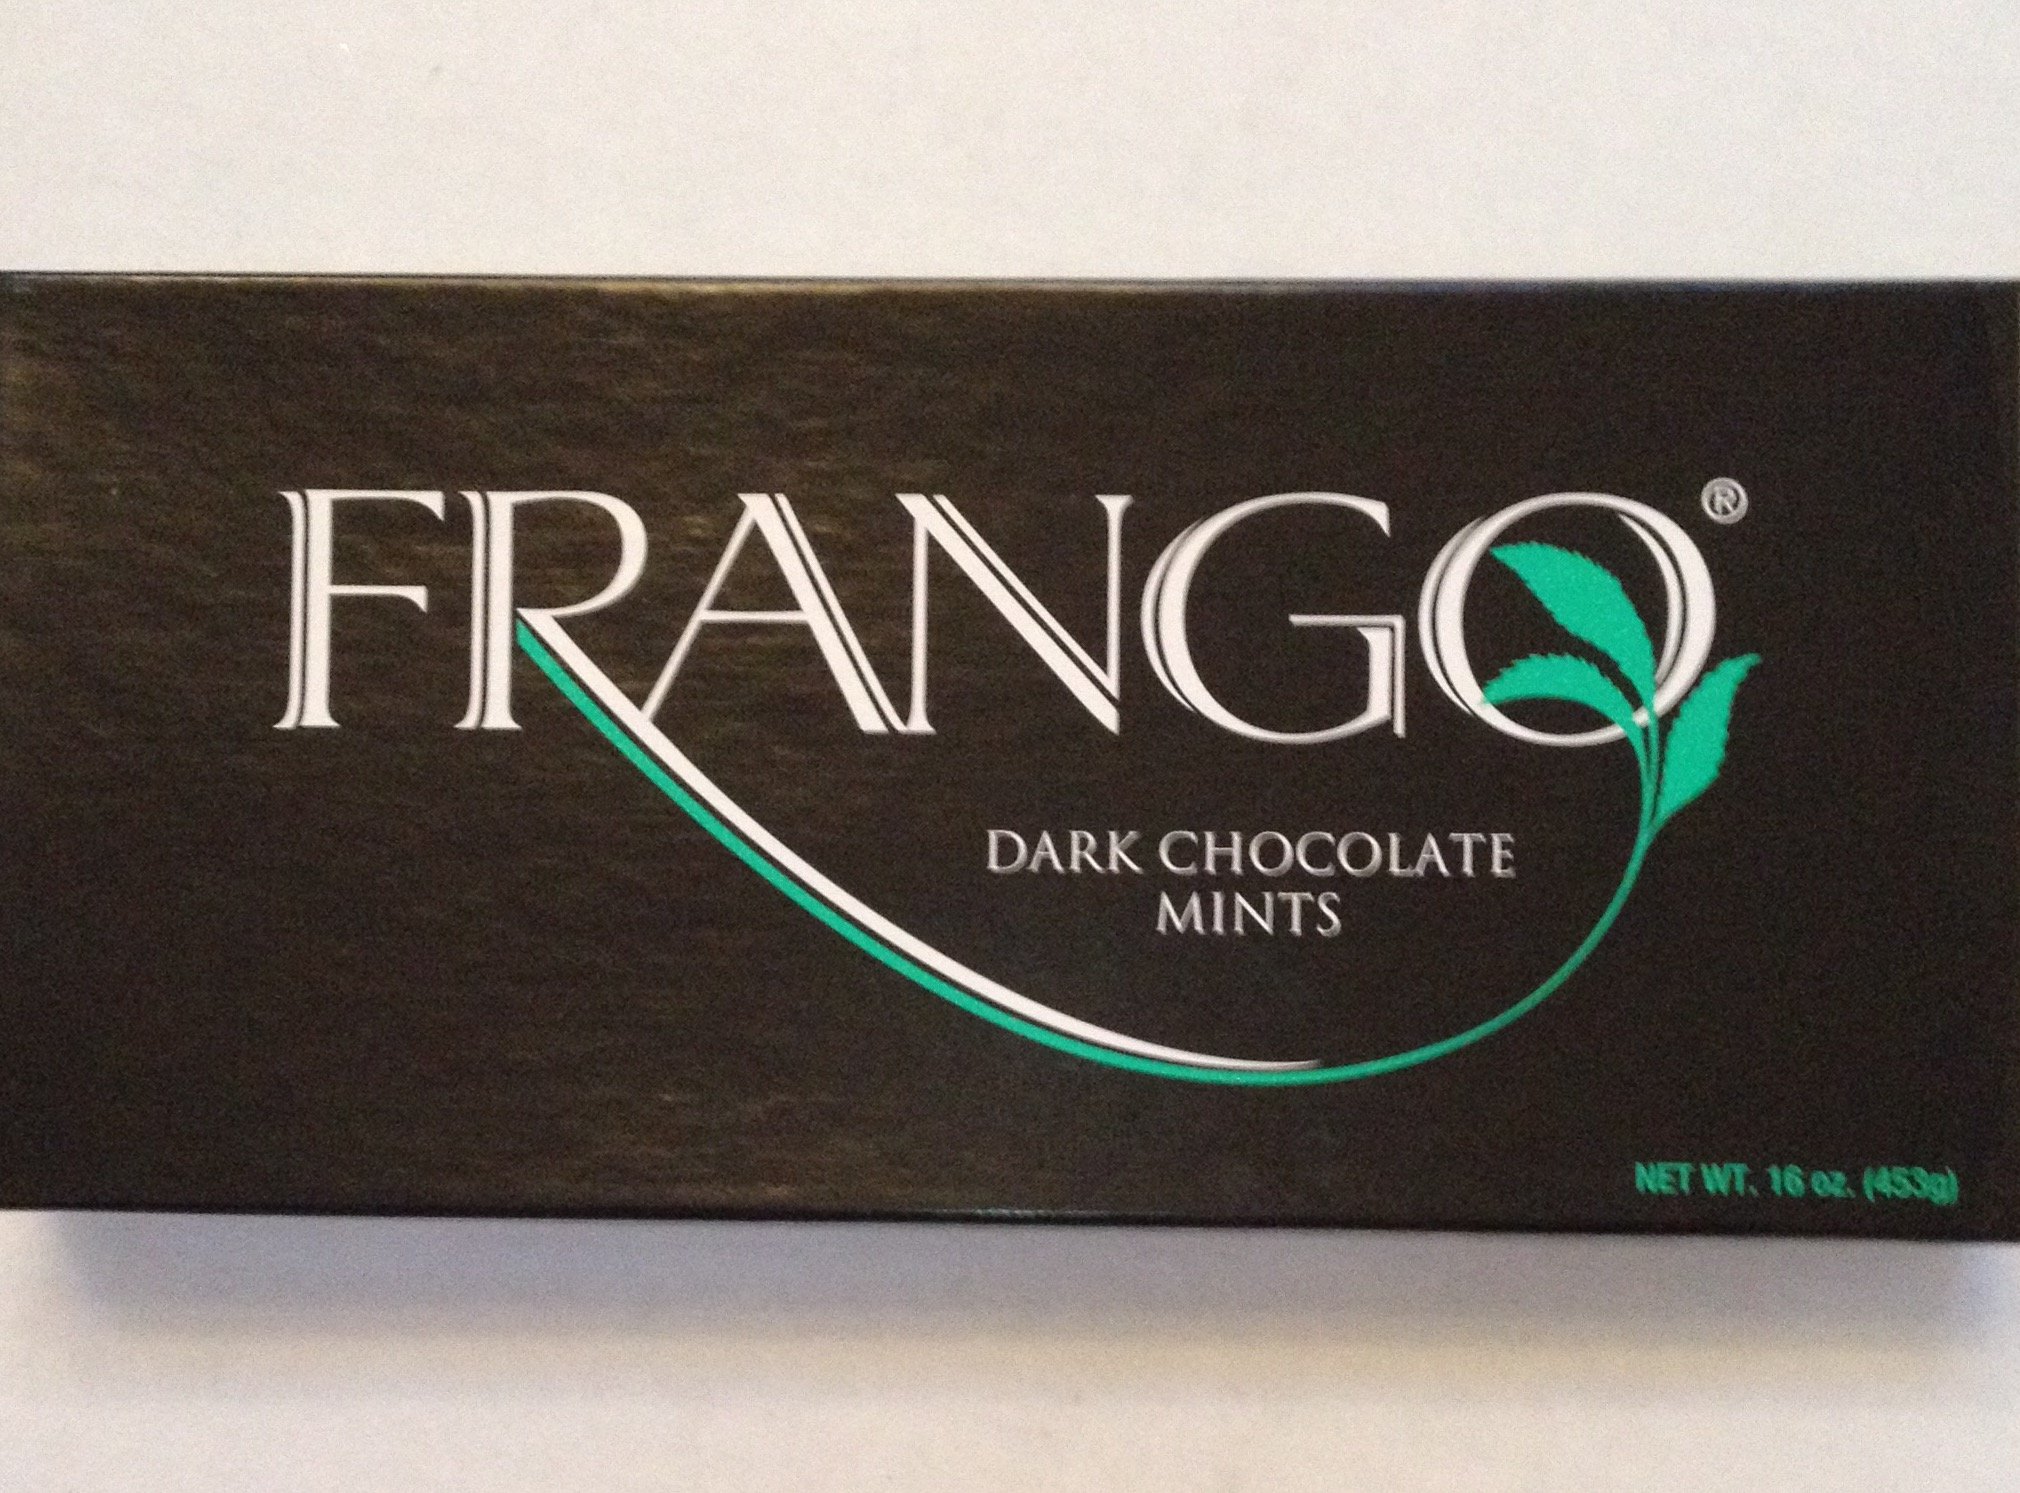 FRANGO®
DARK CHOCOLATE
MINTS
NET WT. 16 oz. (453g)